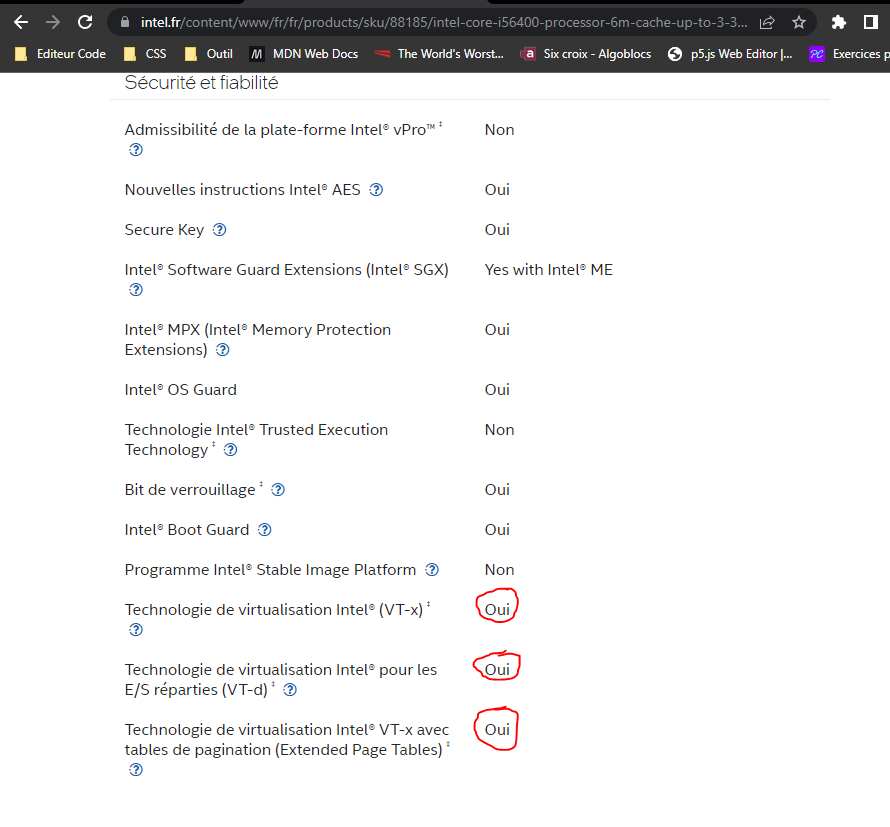 intel.fr/content/www/fr/fr/products/sku/88185/intel-core-i56400-processor-6m-cache-up-to-3-3...
Editeur Code CSS Outil MDN Web Docs The World's Worst... Six croix - Algoblocs p5.js Web Editor |... Exercices p
Sécurité et fiabilité
Admissibilité de la plate-forme Intel® vPro™ ‡ Non
Nouvelles instructions Intel® AES Oui
Secure Key Oui
Intel® Software Guard Extensions (Intel® SGX) Yes with Intel® ME
Intel® MPX (Intel® Memory Protection Oui
Extensions)
Intel® OS Guard Oui
Technologie Intel® Trusted Execution Non
Technology ‡
Bit de verrouillage ‡ Oui
Intel® Boot Guard Oui
Programme Intel® Stable Image Platform Non
Technologie de virtualisation Intel® (VT-x) ‡ Oui
Technologie de virtualisation Intel® pour les Oui
E/S réparties (VT-d) ‡
Technologie de virtualisation Intel® VT-x avec Oui
tables de pagination (Extended Page Tables) ‡